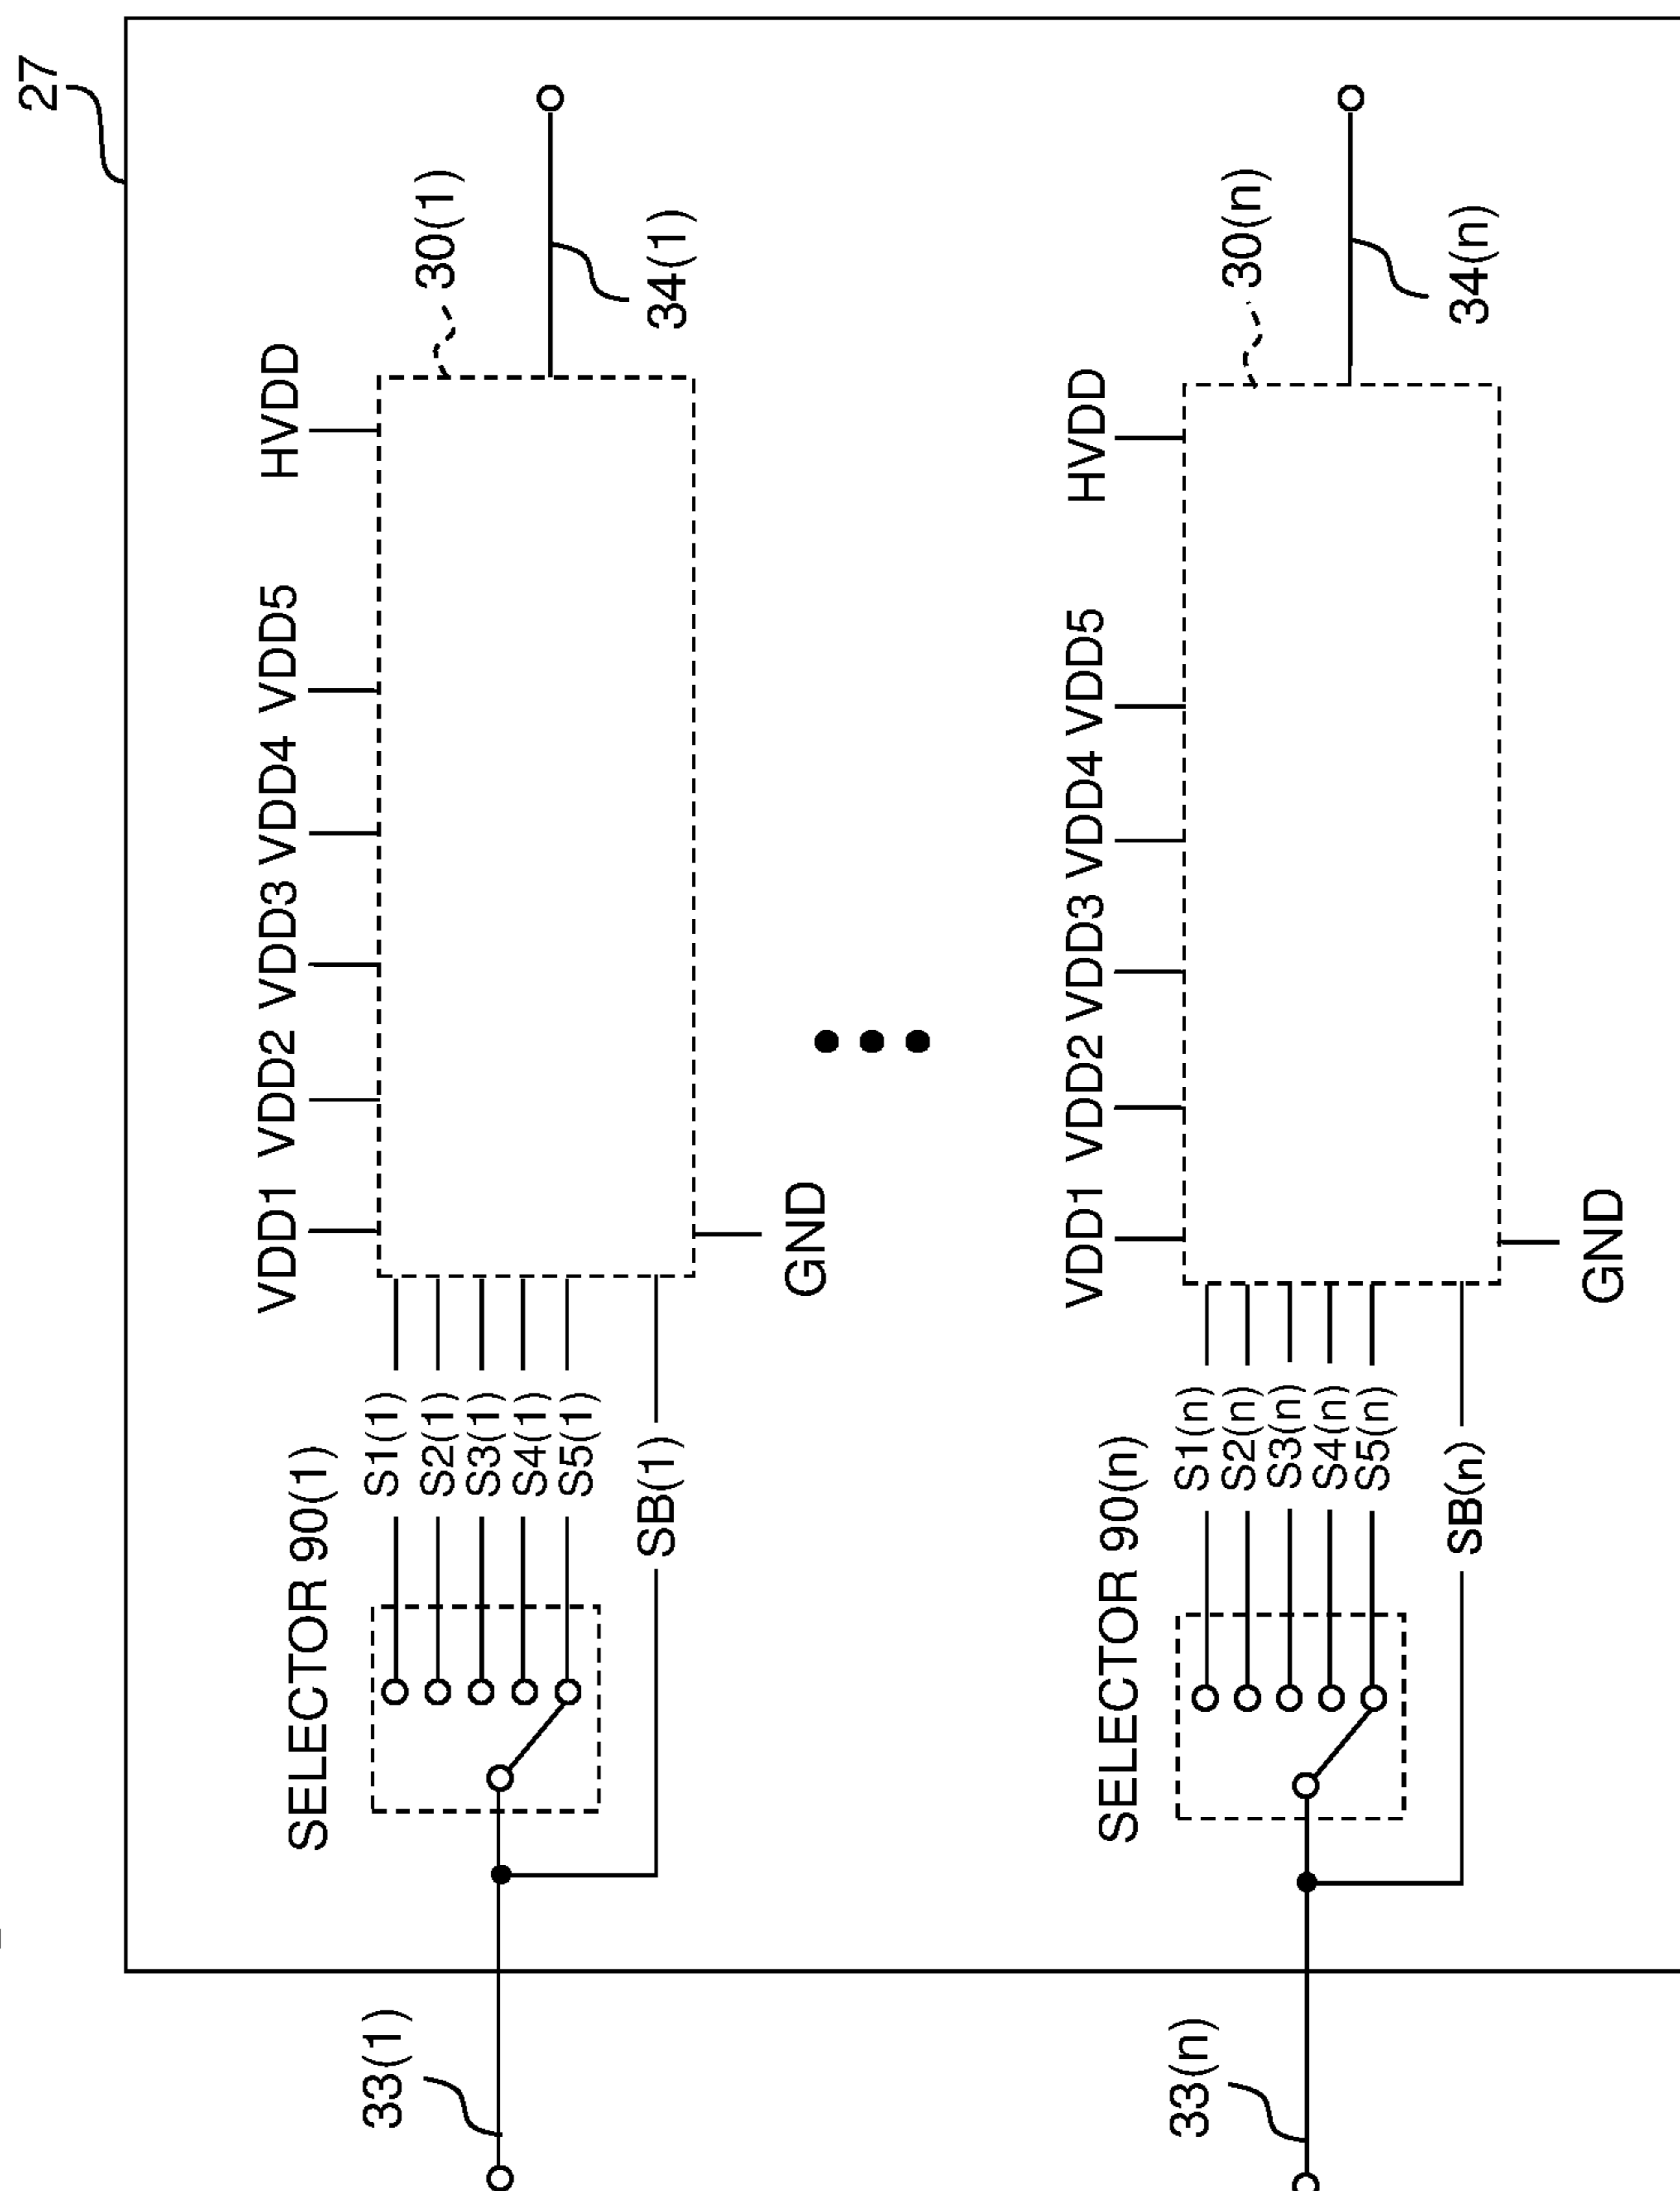 27
VDD1 VDD2 VDD3 VDD4 VDD5 HVDD
30(1)
SELECTOR 90(1)
S1(1)
S2(1)
S3(1)
S4(1)
S5(1)
SB(1)
33(1)
34(1)
GND
VDD1 VDD2 VDD3 VDD4 VDD5 HVDD
30(n)
SELECTOR 90(n)
S1(n)
S2(n)
S3(n)
S4(n)
S5(n)
SB(n)
33(n)
34(n)
GND